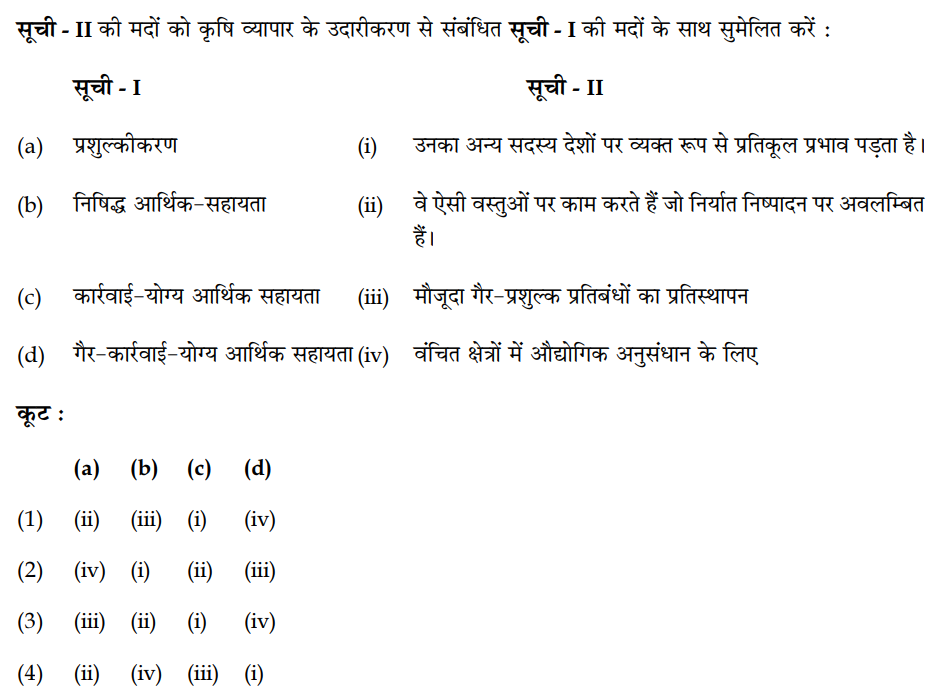 सूची - II की मदों को कृषि व्यापार के उदारीकरण से संबंधित सूची - I की मदों के साथ सुमेलित करें :
सूची - I सूची - II
(a) प्रशुल्कीकरण (i) उनका अन्य सदस्य देशों पर व्यक्त रूप से प्रतिकूल प्रभाव पड़ता है।
(b) निषिद्ध आर्थिक-सहायता (ii) वे ऐसी वस्तुओं पर काम करते हैं जो निर्यात निष्पादन पर अवलम्बित
हैं।
(c) कार्रवाई-योग्य आर्थिक सहायता (iii) मौजूदा गैर-प्रशुल्क प्रतिबंधों का प्रतिस्थापन
(d) गैर-कार्रवाई-योग्य आर्थिक सहायता (iv) वंचित क्षेत्रों में औद्योगिक अनुसंधान के लिए
कूट :
(a) (b) (c) (d)
(1) (ii) (iii) (i) (iv)
(2) (iv) (i) (ii) (iii)
(3) (iii) (ii) (i) (iv)
(4) (ii) (iv) (iii) (i)